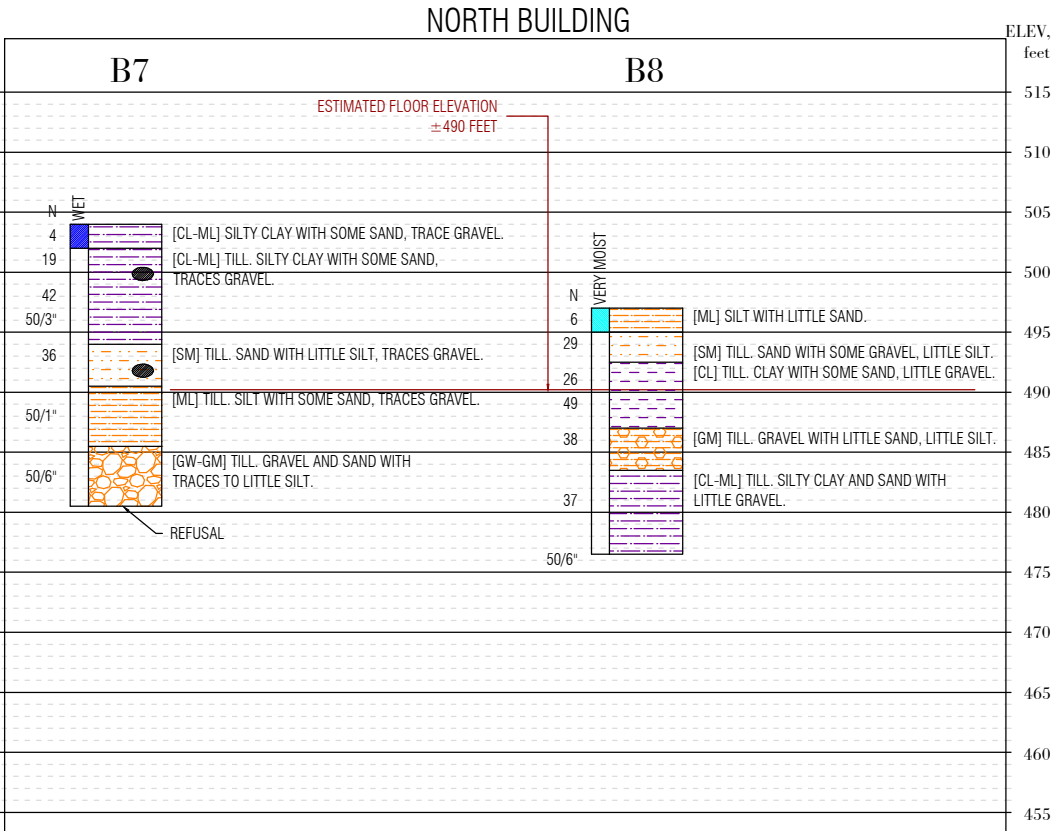 NORTH BUILDING
ELEV,
feet
B7
B8
515
ESTIMATED FLOOR ELEVATION
±490 FEET
510
505
N
WET
4
[CL-ML] SILTY CLAY WITH SOME SAND, TRACE GRAVEL.
19
[CL-ML] TILL. SILTY CLAY WITH SOME SAND,
TRACES GRAVEL.
500
42
50/3"
36
[SM] TILL. SAND WITH LITTLE SILT, TRACES GRAVEL.
[ML] TILL. SILT WITH SOME SAND, TRACES GRAVEL.
50/1"
[GW-GM] TILL. GRAVEL AND SAND WITH
TRACES TO LITTLE SILT.
50/6"
REFUSAL
VERY MOIST
N
6
[ML] SILT WITH LITTLE SAND.
495
29
[SM] TILL. SAND WITH SOME GRAVEL, LITTLE SILT.
[CL] TILL. CLAY WITH SOME SAND, LITTLE GRAVEL.
26
490
49
38
[GM] TILL. GRAVEL WITH LITTLE SAND, LITTLE SILT.
485
[CL-ML] TILL. SILTY CLAY AND SAND WITH
LITTLE GRAVEL.
37
480
50/6"
475
470
465
460
455